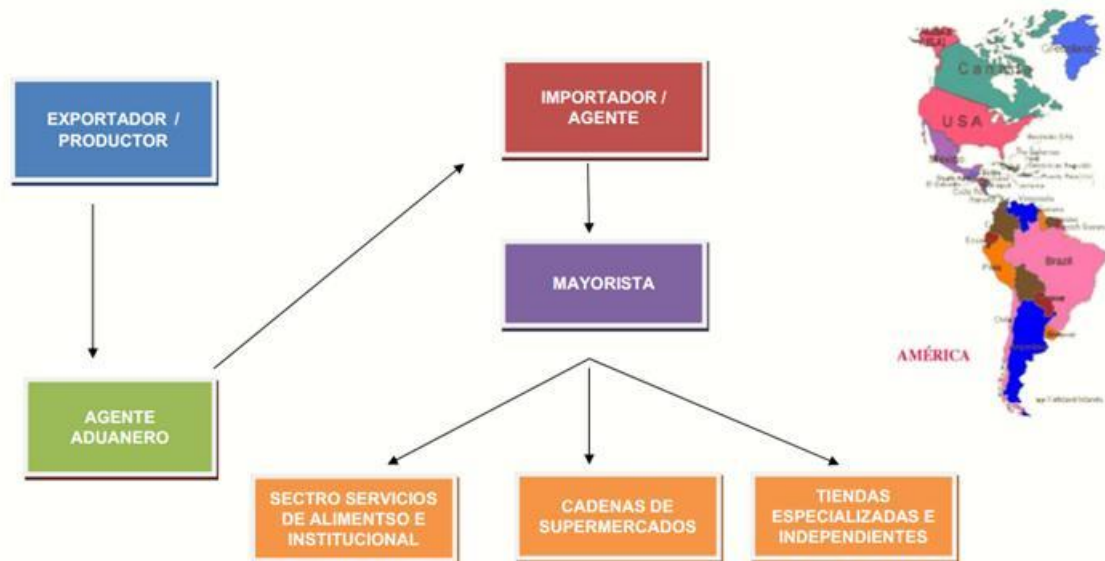 EXPORTADOR /
PRODUCTOR
IMPORTADOR /
AGENTE
MAYORISTA
AGENTE
ADUANERO
SECTRO SERVICIOS
DE ALIMENTSO E
INSTITUCIONAL
CADENAS DE
SUPERMERCADOS
TIENDAS
ESPECIALIZADAS E
INDEPENDIENTES
Canada
USA
Brazil
AMÉRICA